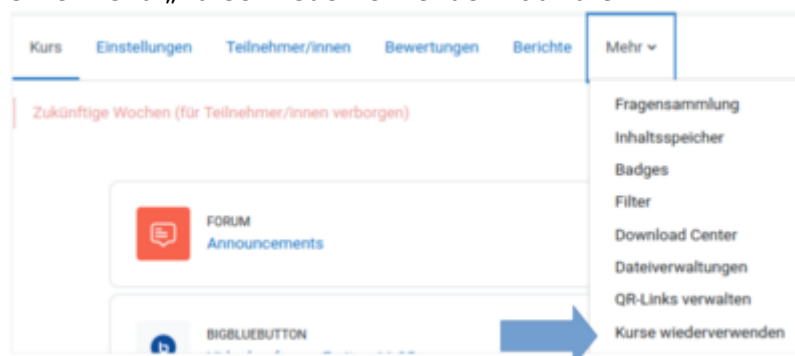 Kurs Einstellungen Teilnehmer/innen Bewertungen Berichte Mehr
Zukünftige Wochen (für Teilnehmer/innen verborgen)
Fragensammlung
Inhaltsspeicher
Badges
Filter
Download Center
Dateiverwaltungen
QR-Links verwalten
Kurse wiederverwenden
FORUM
Announcements
BIGBLUEBUTTON